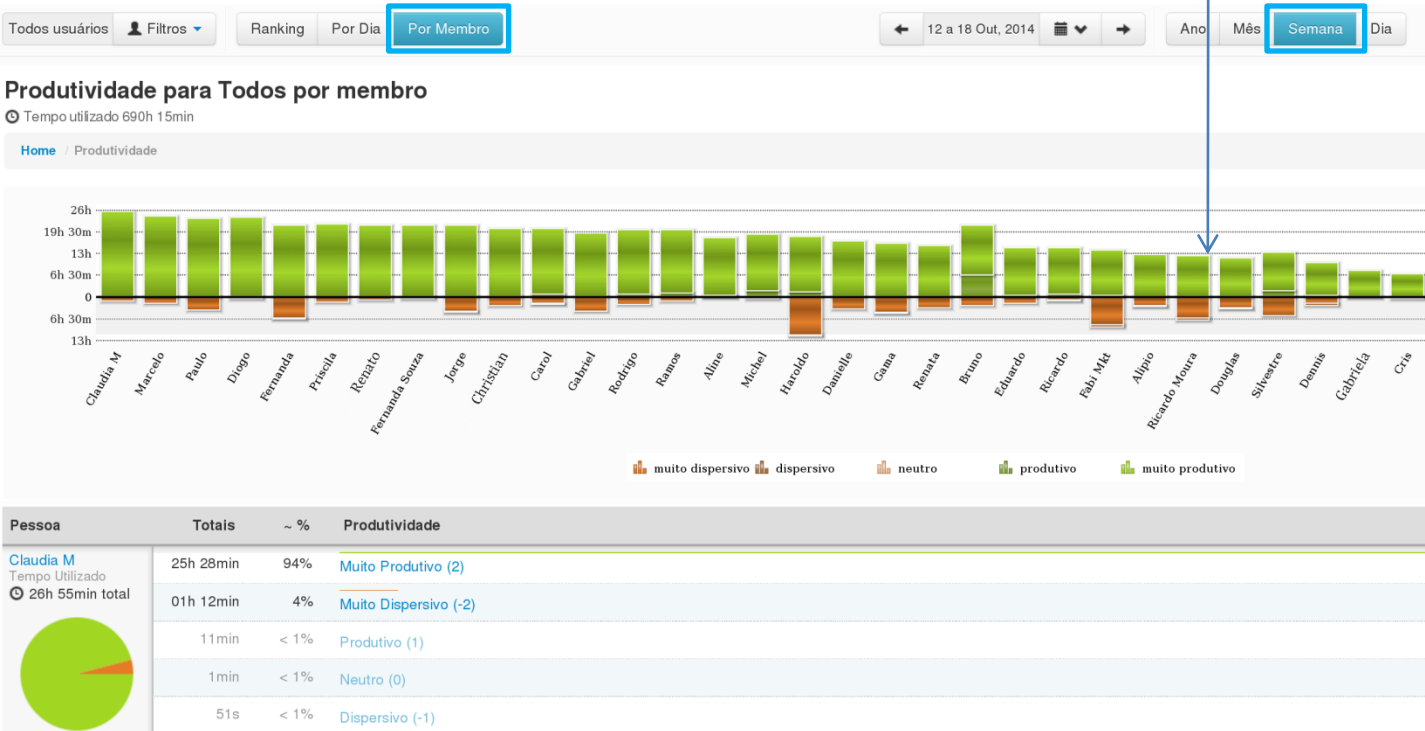 Todos usuários Filtros Ranking Por Dia Por Membro 12 a 18 Out, 2014 Ano Mês Semana Dia
Produtividade para Todos por membro
Tempo utilizado 690h 15min
Home / Produtividade
26h
19h 30m
13h
6h 30m
0
6h 30m
13h
Claudia M Marcelo Paulo Diogo Fernanda Priscila Renato Fernanda Souza Jorge Christian Carol Gabriel Rodrigo Ramos Aline Michel Haroldo Danielle Gama Renata Bruno Eduardo Ricardo Fabi Mkt Alipio Ricardo Moura Douglas Silvestre Dennis Gabriela Cris
muito dispersivo dispersivo neutro produtivo muito produtivo
Pessoa Totais ~ % Produtividade
Claudia M
Tempo Utilizado
26h 55min total
25h 28min 94% Muito Produtivo (2)
01h 12min 4% Muito Dispersivo (-2)
11min < 1% Produtivo (1)
1min < 1% Neutro (0)
51s < 1% Dispersivo (-1)